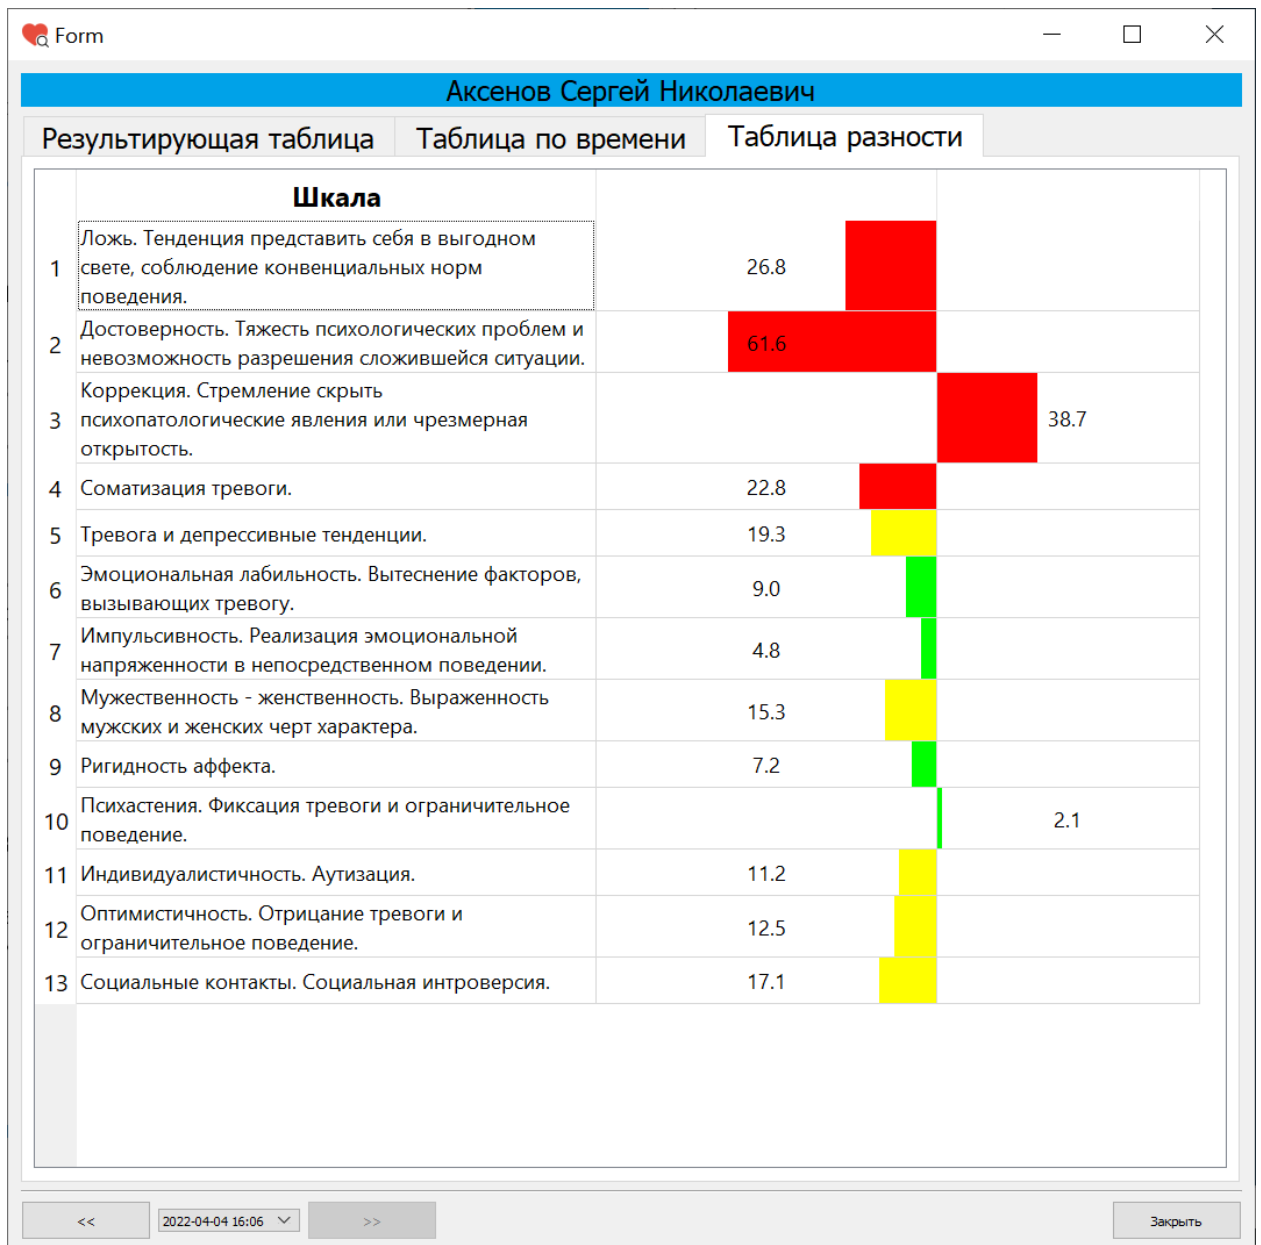 Form
Аксенов Сергей Николаевич
Результирующая таблица
Таблица по времени
Таблица разности
Шкала
1
Ложь. Тенденция представить себя в выгодном
свете, соблюдение конвенциальных норм
поведения.
26.8
2
Достоверность. Тяжесть психологических проблем и
невозможность разрешения сложившейся ситуации.
61.6
3
Коррекция. Стремление скрыть
психопатологические явления или чрезмерная
открытость.
38.7
4
Соматизация тревоги.
22.8
5
Тревога и депрессивные тенденции.
19.3
6
Эмоциональная лабильность. Вытеснение факторов,
вызывающих тревогу.
9.0
7
Импульсивность. Реализация эмоциональной
напряженности в непосредственном поведении.
4.8
8
Мужественность - женственность. Выраженность
мужских и женских черт характера.
15.3
9
Ригидность аффекта.
7.2
10
Психастения. Фиксация тревоги и ограничительное
поведение.
2.1
11
Индивидуалистичность. Аутизация.
11.2
12
Оптимистичность. Отрицание тревоги и
ограничительное поведение.
12.5
13
Социальные контакты. Социальная интроверсия.
17.1
<<
2022-04-04 16:06
>>
Закрыть